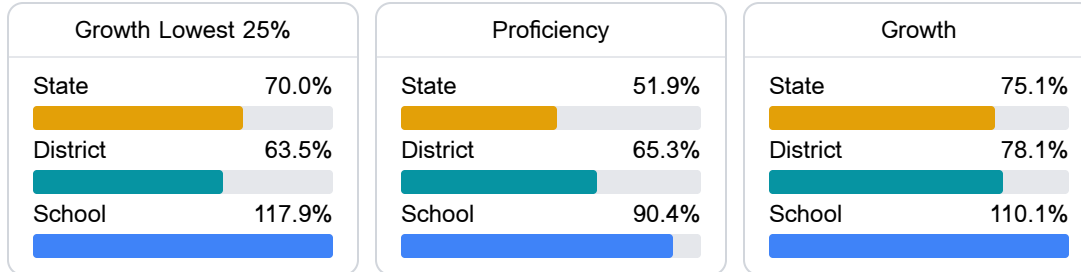 Growth Lowest 25%
State 70.0%
District 63.5%
School 117.9%
Proficiency
State 51.9%
District 65.3%
School 90.4%
Growth
State 75.1%
District 78.1%
School 110.1%